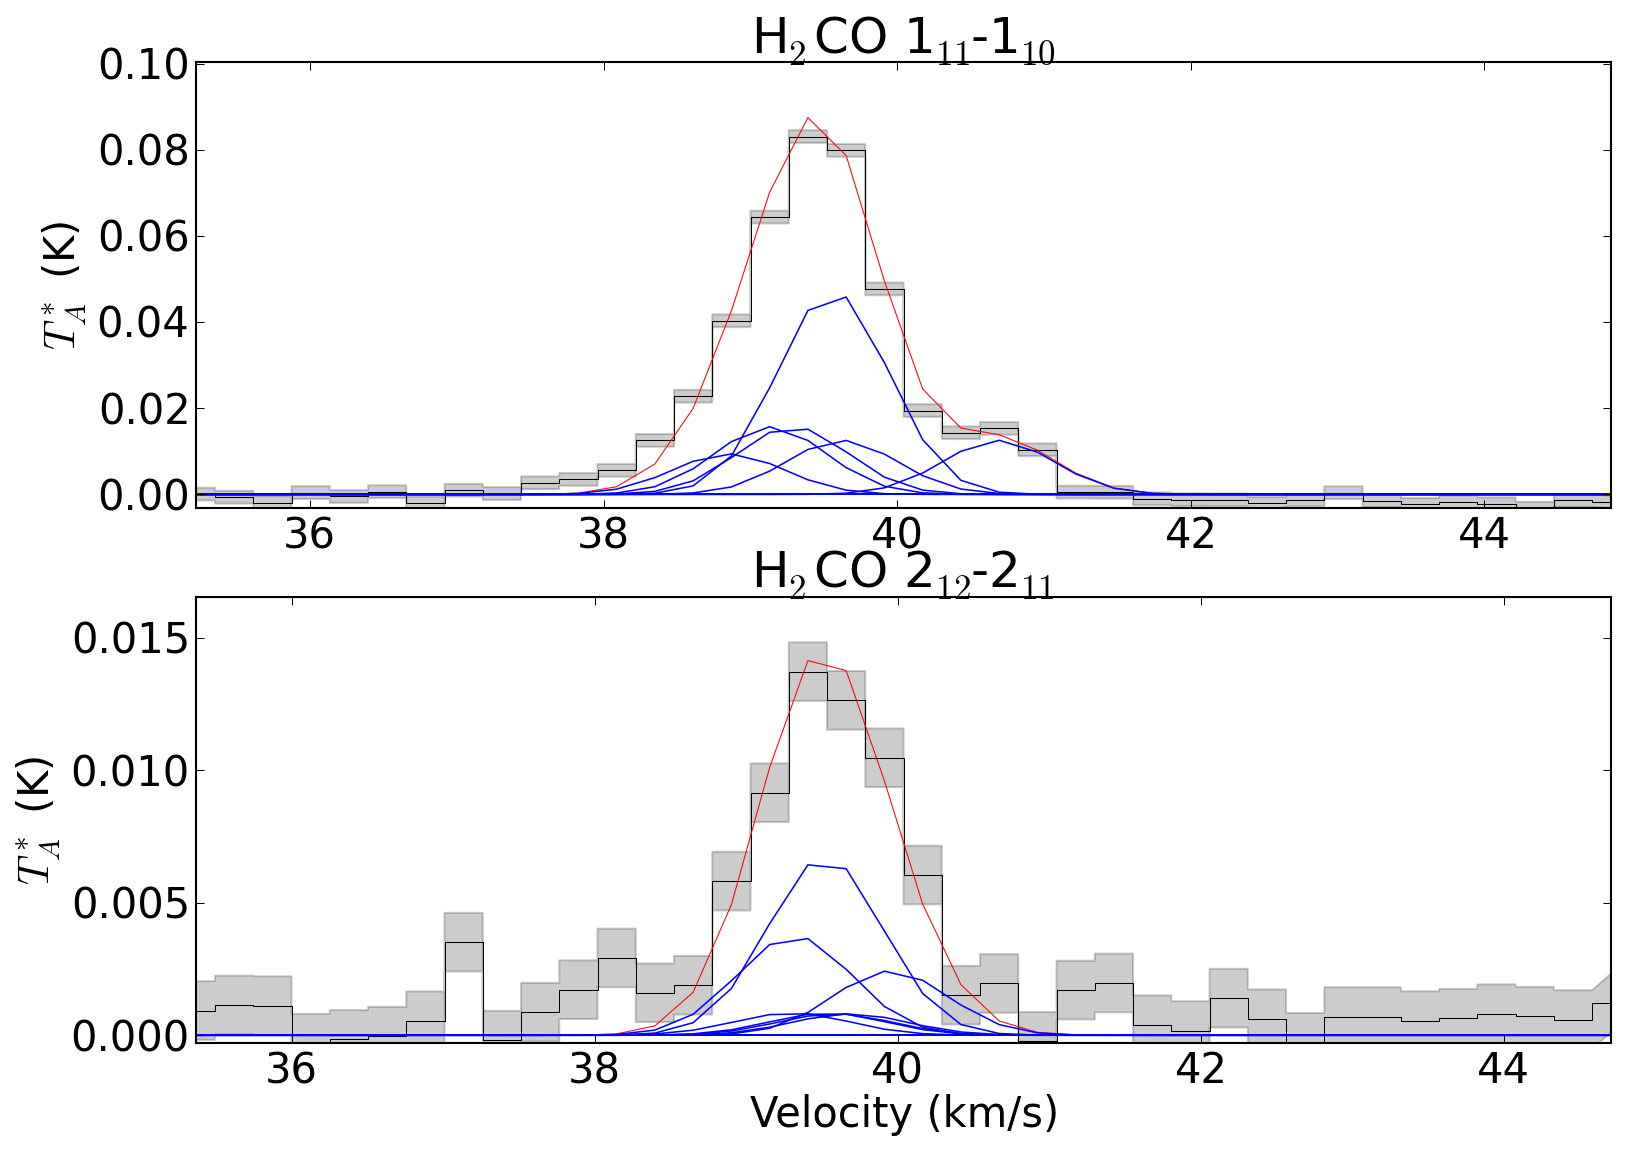 H₂CO 1₁₁-1₁₀
0.10
0.08
0.06
0.04
0.02
0.00
T*A (K)
36 38 40 42 44
H₂CO 2₁₂-2₁₁
0.015
0.010
0.005
0.000
T*A (K)
36 38 40 42 44
Velocity (km/s)